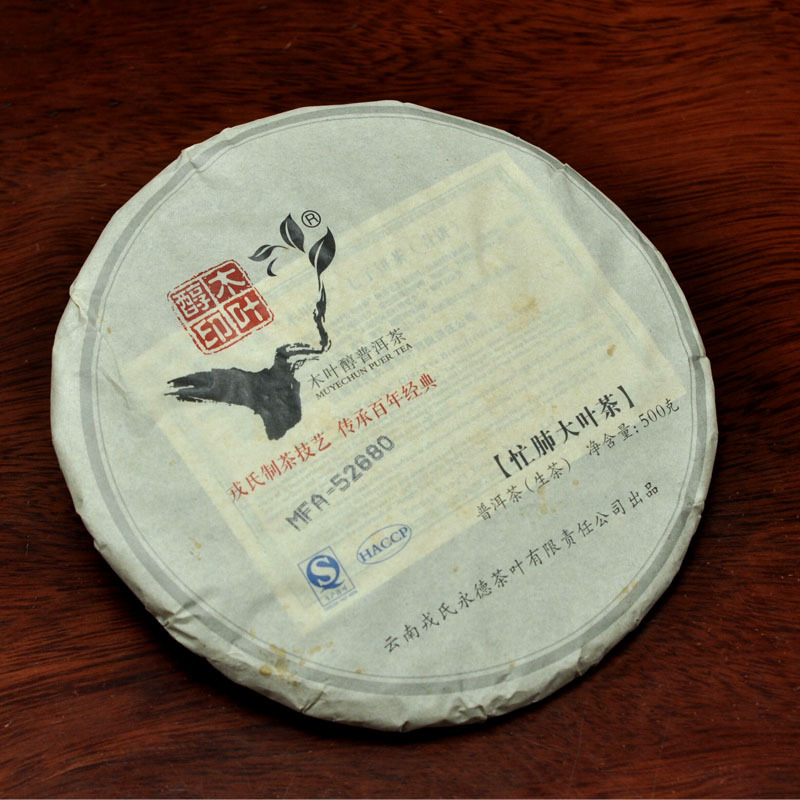 ®
木叶
醇印
木叶醇普洱茶
MUYECHUN PUER TEA
戎氏制茶技艺 传承百年经典
MFA-52680
【忙肺大叶茶】
普洱茶(生茶) 净含量:500克
HACCP
云南戎氏永德茶叶有限责任公司出品